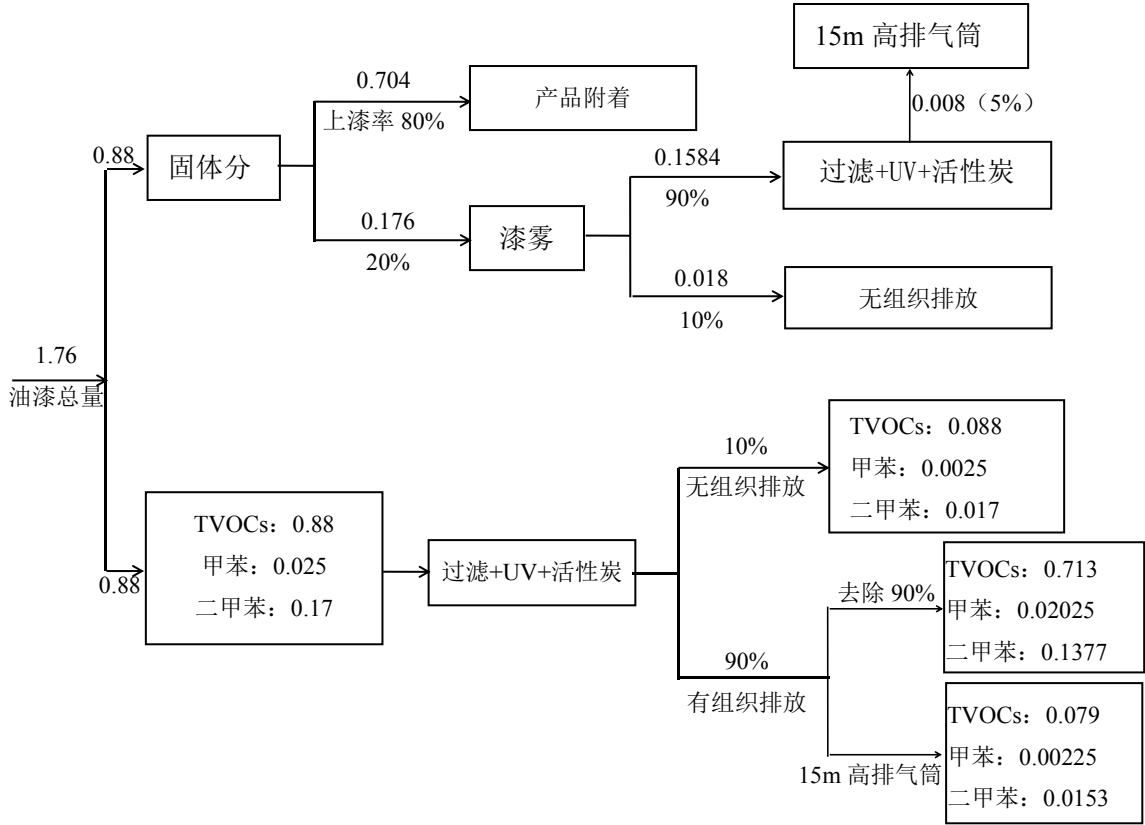 15m 高排气筒
0.008（5%）
0.704
上漆率 80%
产品附着
0.88
固体分
0.1584
90%
过滤+UV+活性炭
0.176
20%
漆雾
0.018
10%
无组织排放
1.76
油漆总量
0.88
TVOCs：0.88
甲苯：0.025
二甲苯：0.17
过滤+UV+活性炭
10%
无组织排放
TVOCs：0.088
甲苯：0.0025
二甲苯：0.017
90%
有组织排放
去除 90%
TVOCs：0.713
甲苯：0.02025
二甲苯：0.1377
15m 高排气筒
TVOCs：0.079
甲苯：0.00225
二甲苯：0.0153